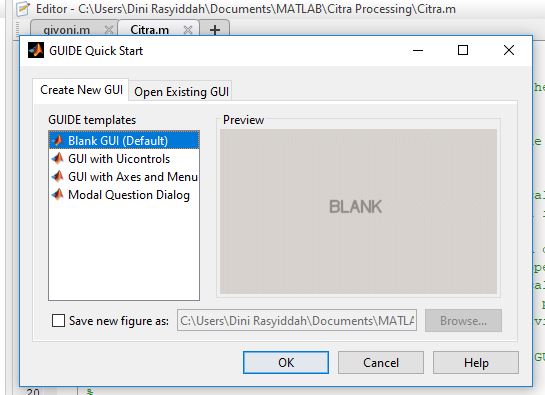 Editor - C:\Users\Dini Rasyiddah\Documents\MATLAB\Citra Processing\Citra.m
givoni.m Citra.m
GUIDE Quick Start
Create New GUI Open Existing GUI
GUIDE templates
Preview
Blank GUI (Default)
GUI with Uicontrols
GUI with Axes and Menu
Modal Question Dialog
BLANK
Save new figure as: C:\Users\Dini Rasyiddah\Documents\MATLA Browse...
OK Cancel Help
20 %